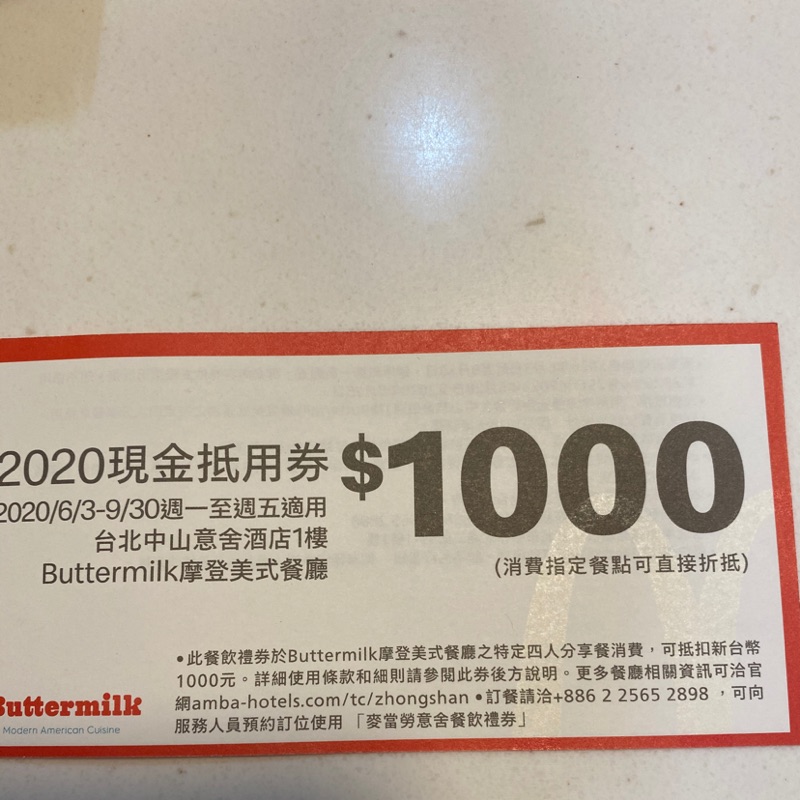 2020現金抵用券
$1000
2020/6/3-9/30週一至週五適用
台北中山意舍酒店1樓
Buttermilk摩登美式餐廳
(消費指定餐點可直接折抵)
•此餐飲禮券於Buttermilk摩登美式餐廳之特定四人分享餐消費,可抵扣新台幣
1000元。詳細使用條款和細則請參閱此券後方說明。更多餐廳相關資訊可洽官
網amba-hotels.com/tc/zhongshan •訂餐請洽+886 2 2565 2898 ,可向
服務人員預約訂位使用 「麥當勞意舍餐飲禮券」
Buttermilk
Modern American Cuisine